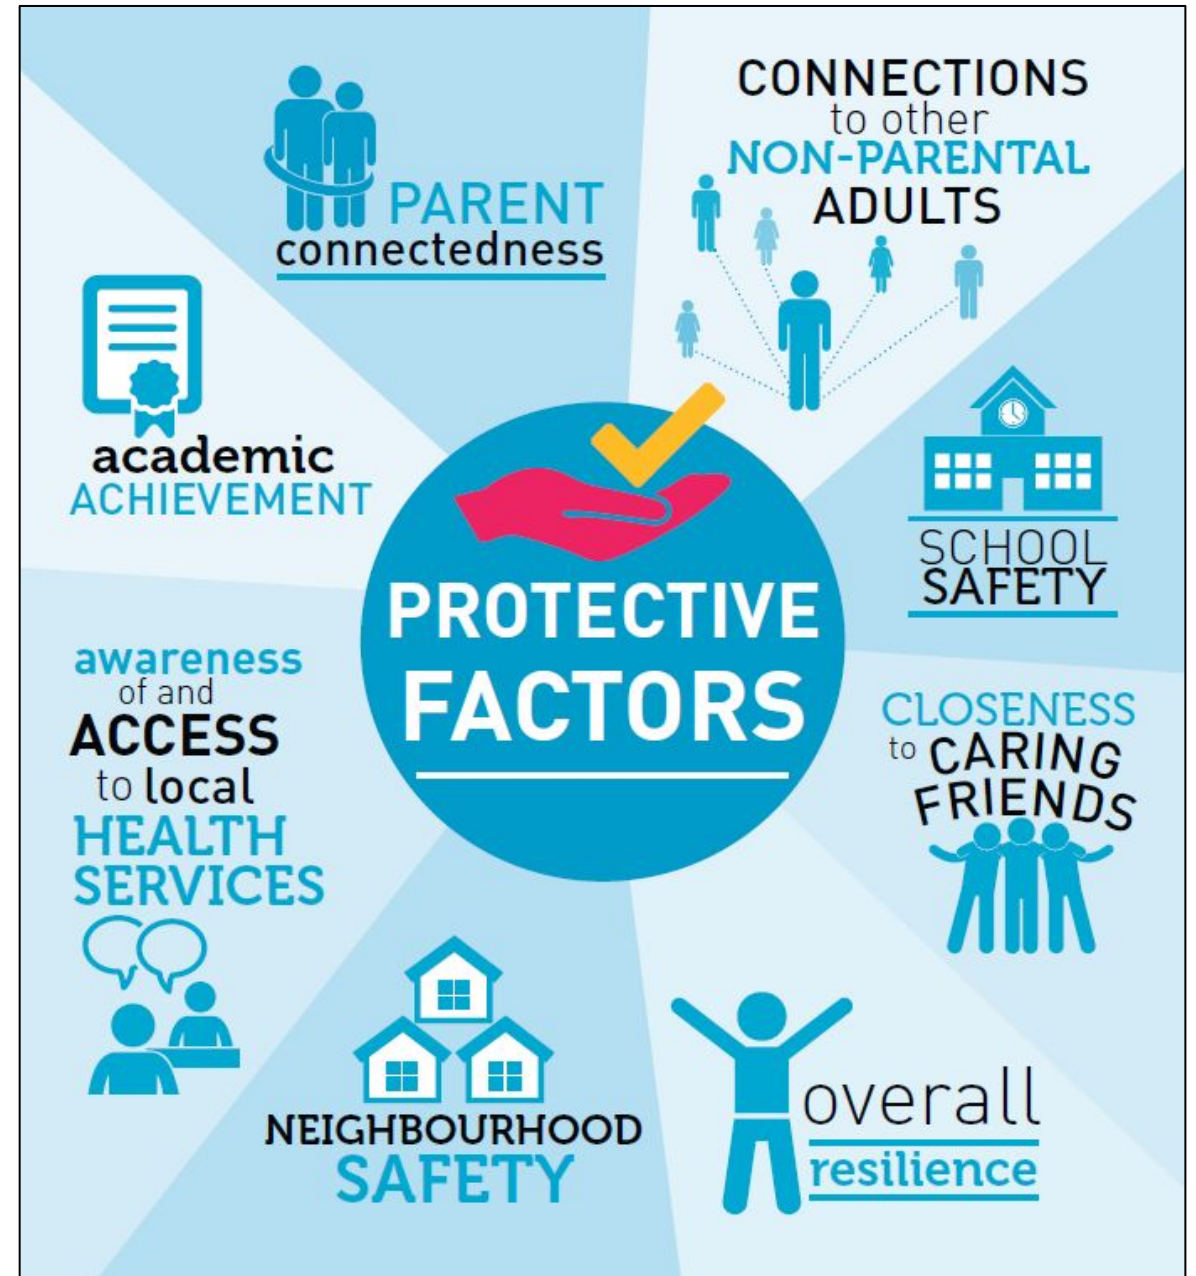 PARENT
connectedness
CONNECTIONS
to other
NON-PARENTAL
ADULTS
SCHOOL
SAFETY
CLOSENESS
to CARING
FRIENDS
overall
resilience
NEIGHBOURHOOD
SAFETY
awareness
of and
ACCESS
to local
HEALTH
SERVICES
academic
ACHIEVEMENT
PROTECTIVE
FACTORS